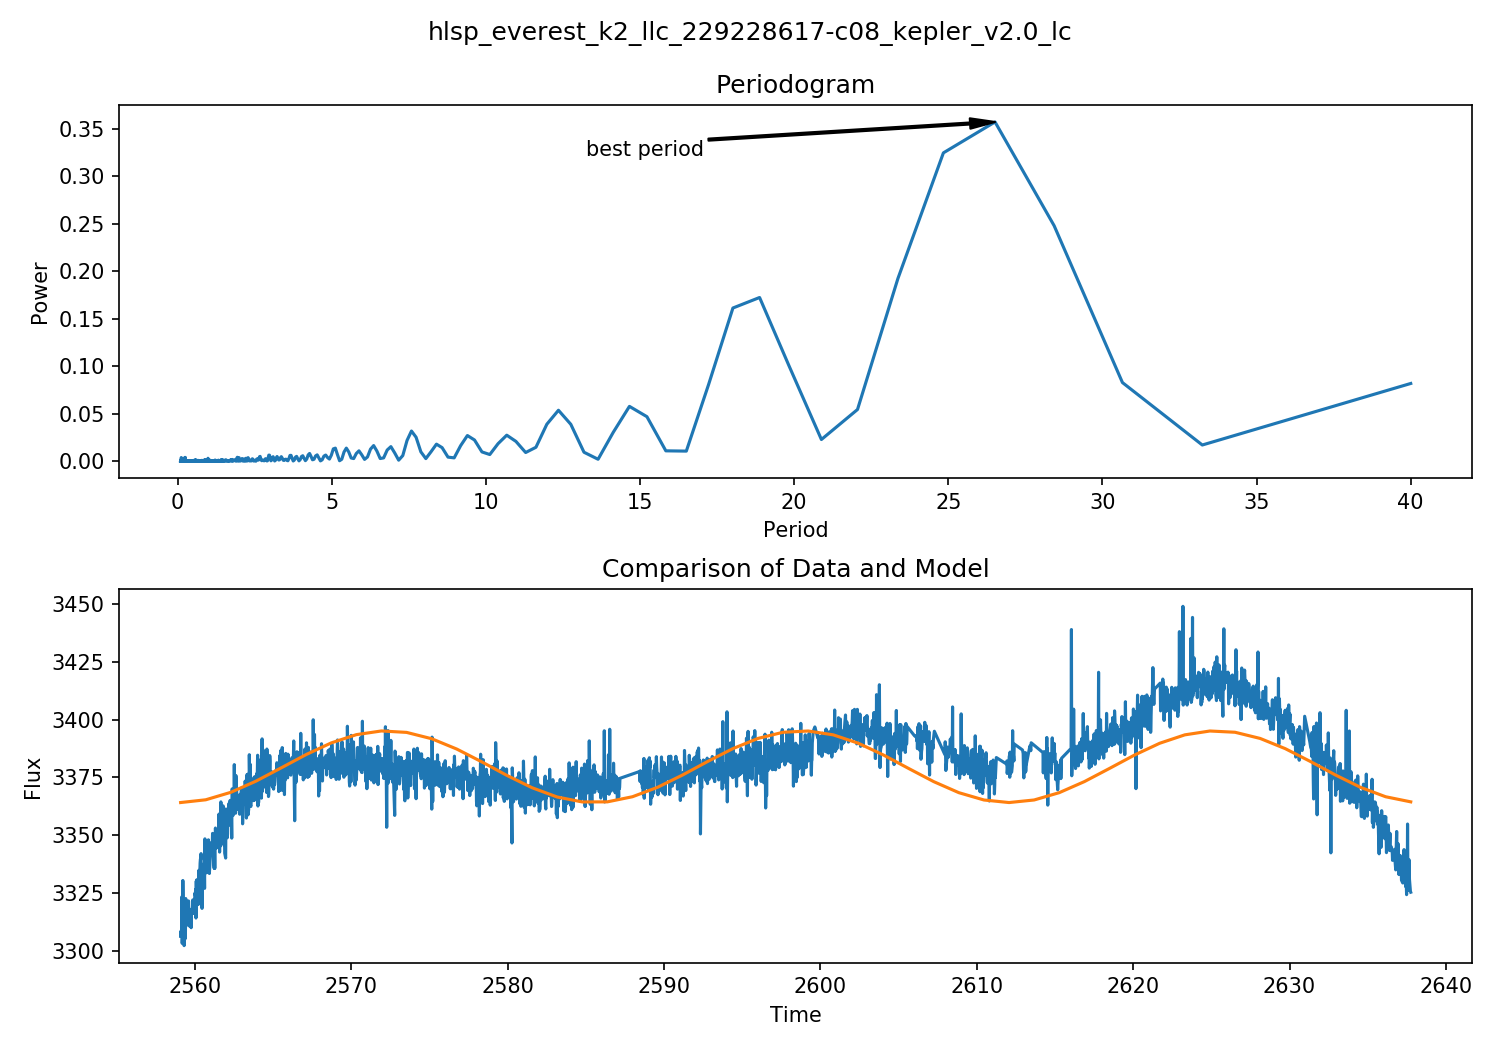 hlsp_everest_k2_llc_229228617-c08_kepler_v2.0_lc
Periodogram
Power
0.35
0.30
0.25
0.20
0.15
0.10
0.05
0.00
best period
0 5 10 15 20 25 30 35 40
Period
Comparison of Data and Model
Flux
3450
3425
3400
3375
3350
3325
3300
2560 2570 2580 2590 2600 2610 2620 2630 2640
Time